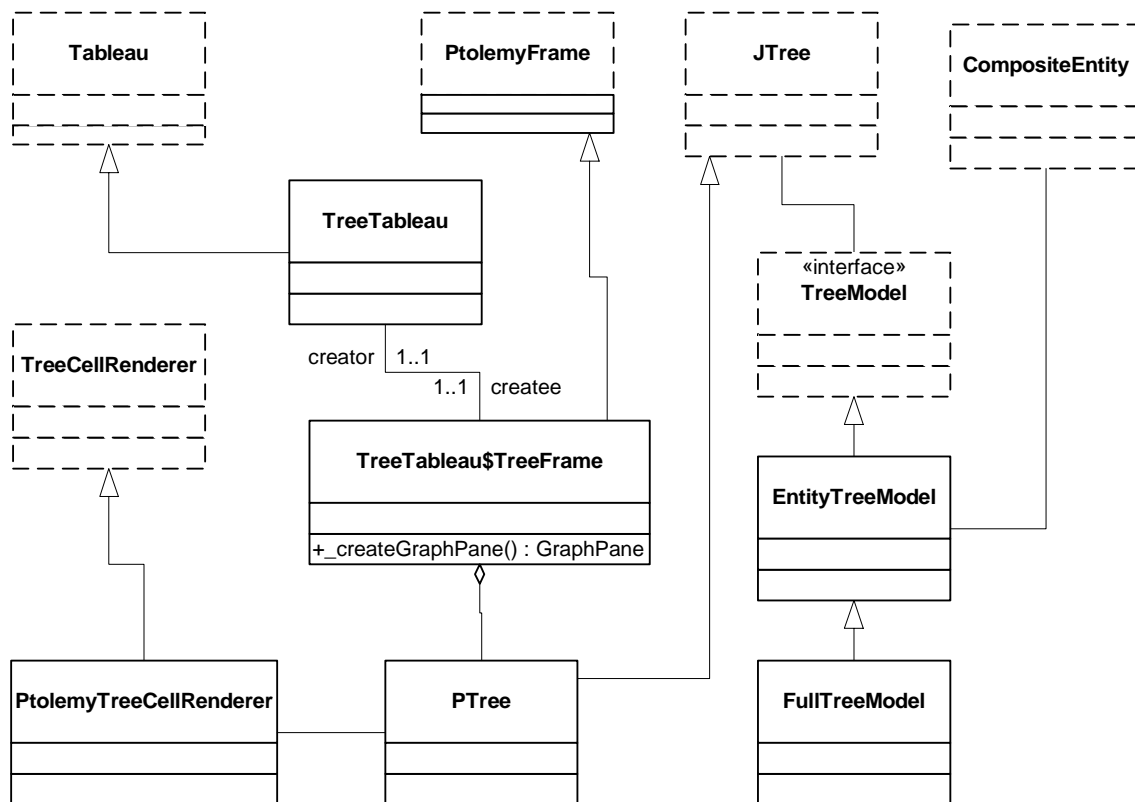 Tableau
PtolemyFrame
JTree
CompositeEntity
TreeTableau
«interface»
TreeModel
TreeCellRenderer
creator 1..1
1..1 createe
TreeTableau$TreeFrame
EntityTreeModel
+_createGraphPane() : GraphPane
PtolemyTreeCellRenderer
PTree
FullTreeModel